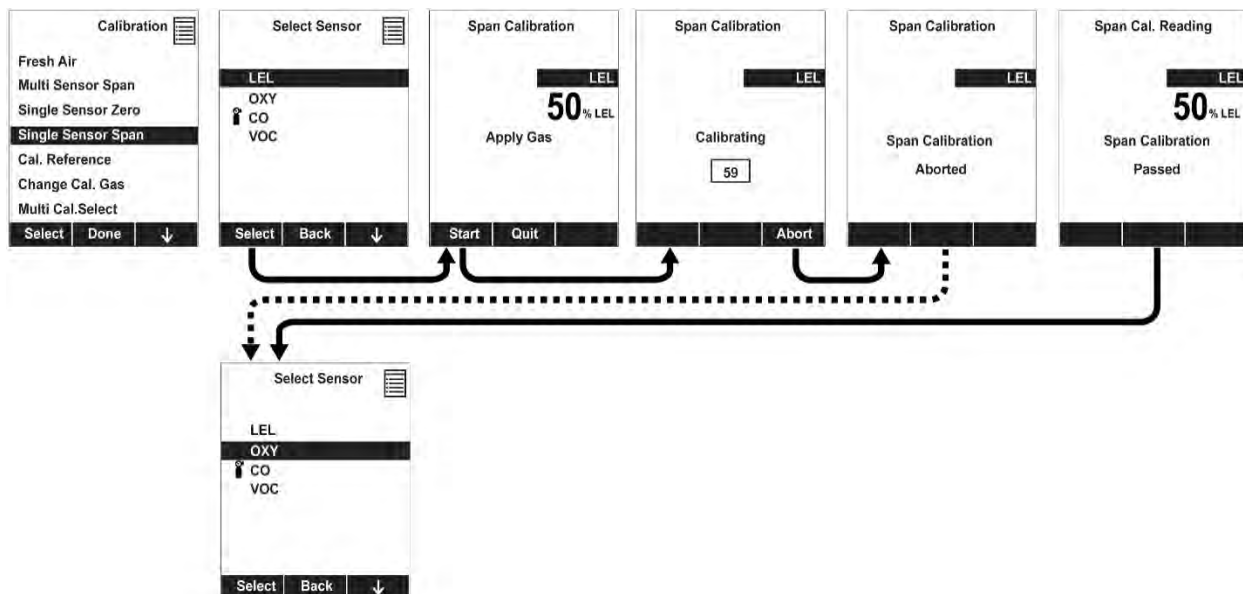 Calibration
Fresh Air
Multi Sensor Span
Single Sensor Zero
Single Sensor Span
Cal. Reference
Change Cal. Gas
Multi Cal.Select
Select Done ↓
Select Sensor
LEL
OXY
CO
VOC
Select Back ↓
Span Calibration
LEL
50% LEL
Apply Gas
Start Quit
Span Calibration
LEL
Calibrating
59
Abort
Span Calibration
LEL
Span Calibration
Aborted
Span Cal. Reading
LEL
50% LEL
Span Calibration
Passed
Select Sensor
LEL
OXY
CO
VOC
Select Back ↓